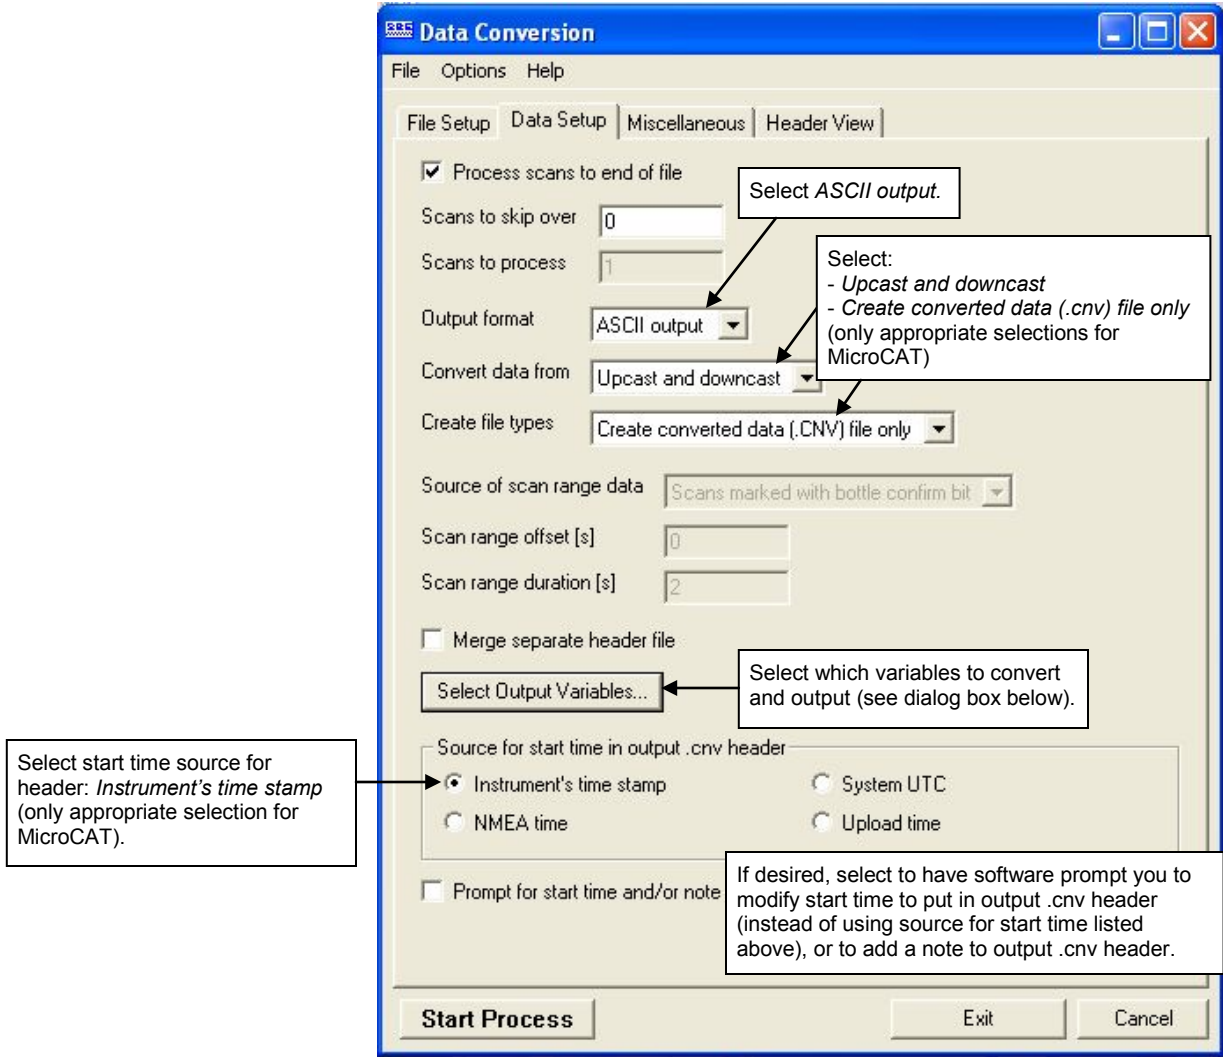 SBE Data Conversion
File Options Help
File Setup Data Setup Miscellaneous Header View
Process scans to end of file
Select ASCII output.
Scans to skip over 0
Scans to process 1
Select:
- Upcast and downcast
- Create converted data (.cnv) file only
(only appropriate selections for
MicroCAT)
Output format ASCII output
Convert data from Upcast and downcast
Create file types Create converted data (.CNV) file only
Source of scan range data Scans marked with bottle confirm bit
Scan range offset [s] 0
Scan range duration [s] 2
Merge separate header file
Select Output Variables...
Select which variables to convert
and output (see dialog box below).
Source for start time in output .cnv header
Select start time source for
header: Instrument's time stamp
(only appropriate selection for
MicroCAT).
Instrument's time stamp System UTC
NMEA time Upload time
Prompt for start time and/or note
If desired, select to have software prompt you to
modify start time to put in output .cnv header
(instead of using source for start time listed
above), or to add a note to output .cnv header.
Start Process Exit Cancel